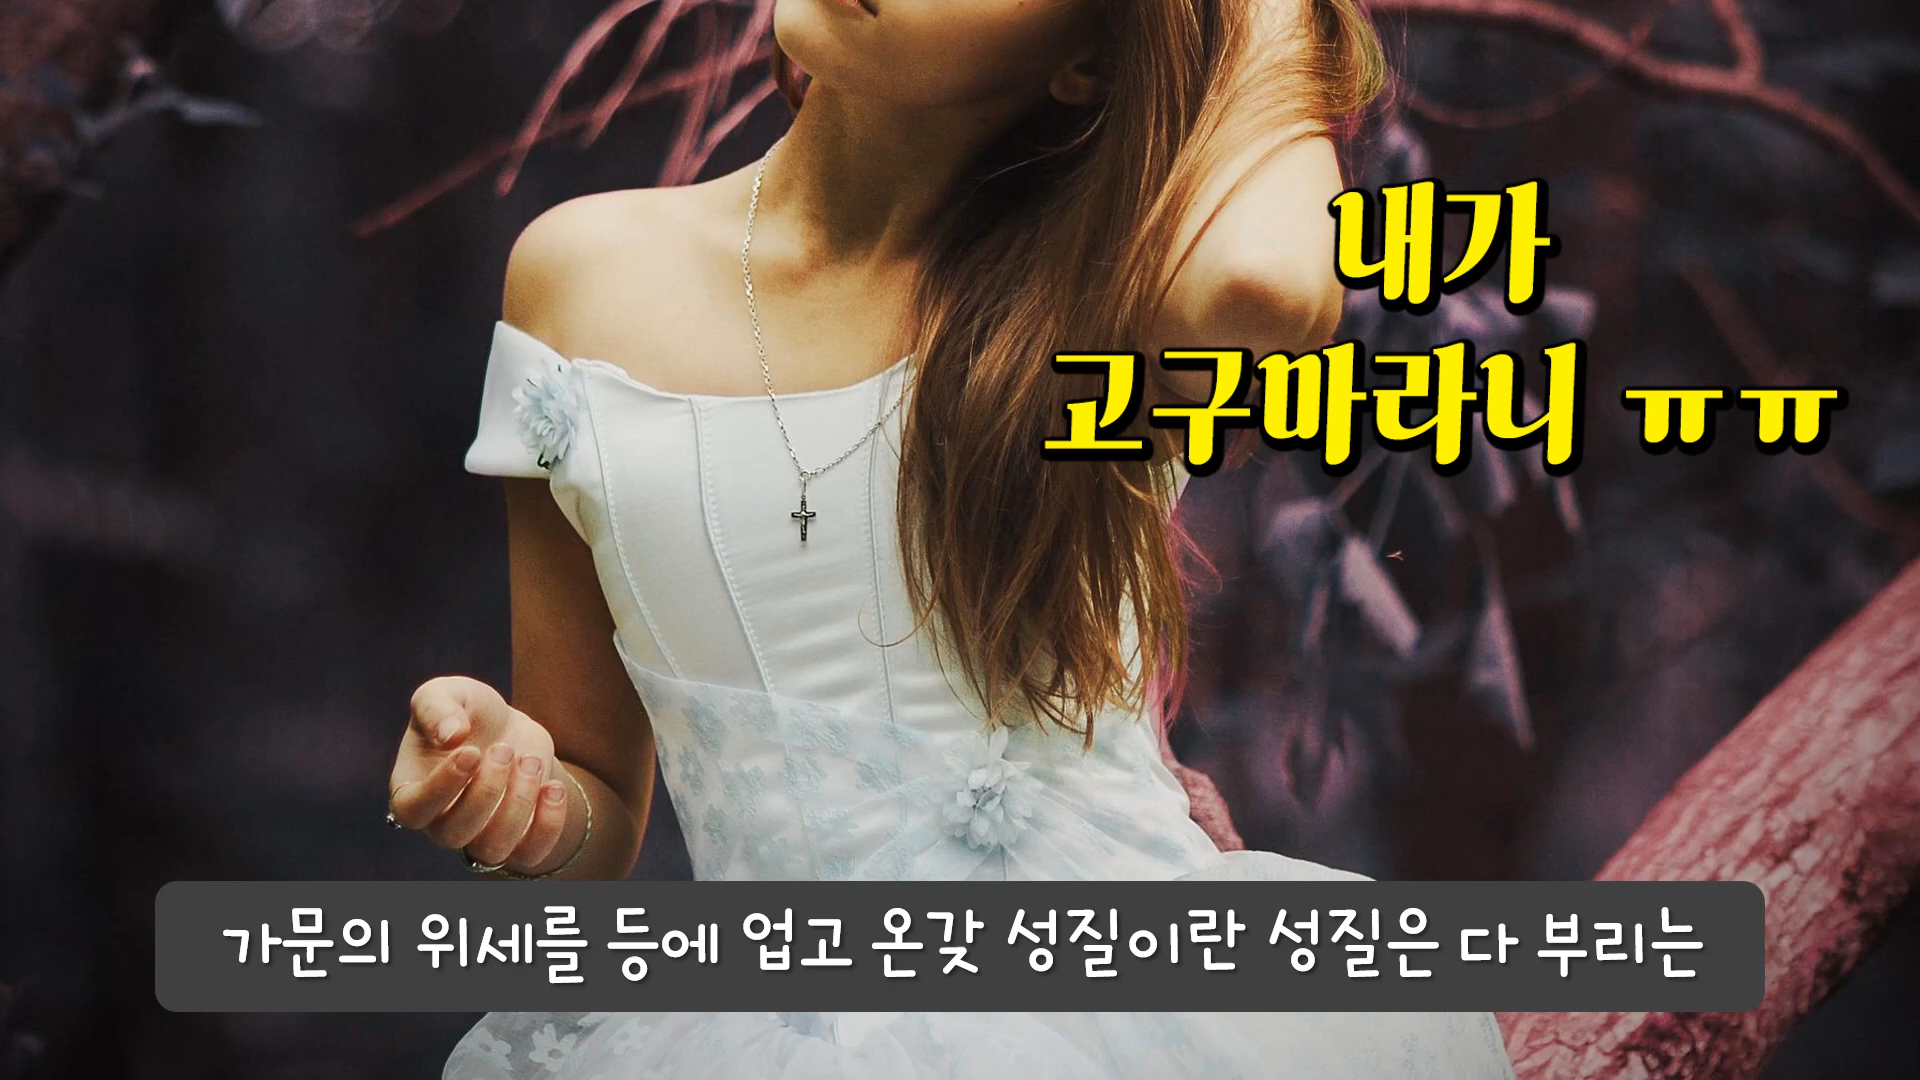 내가
고구마라니 ㅠㅠ
가문의 위세를 등에 업고 온갖 성질이란 성질은 다 부리는